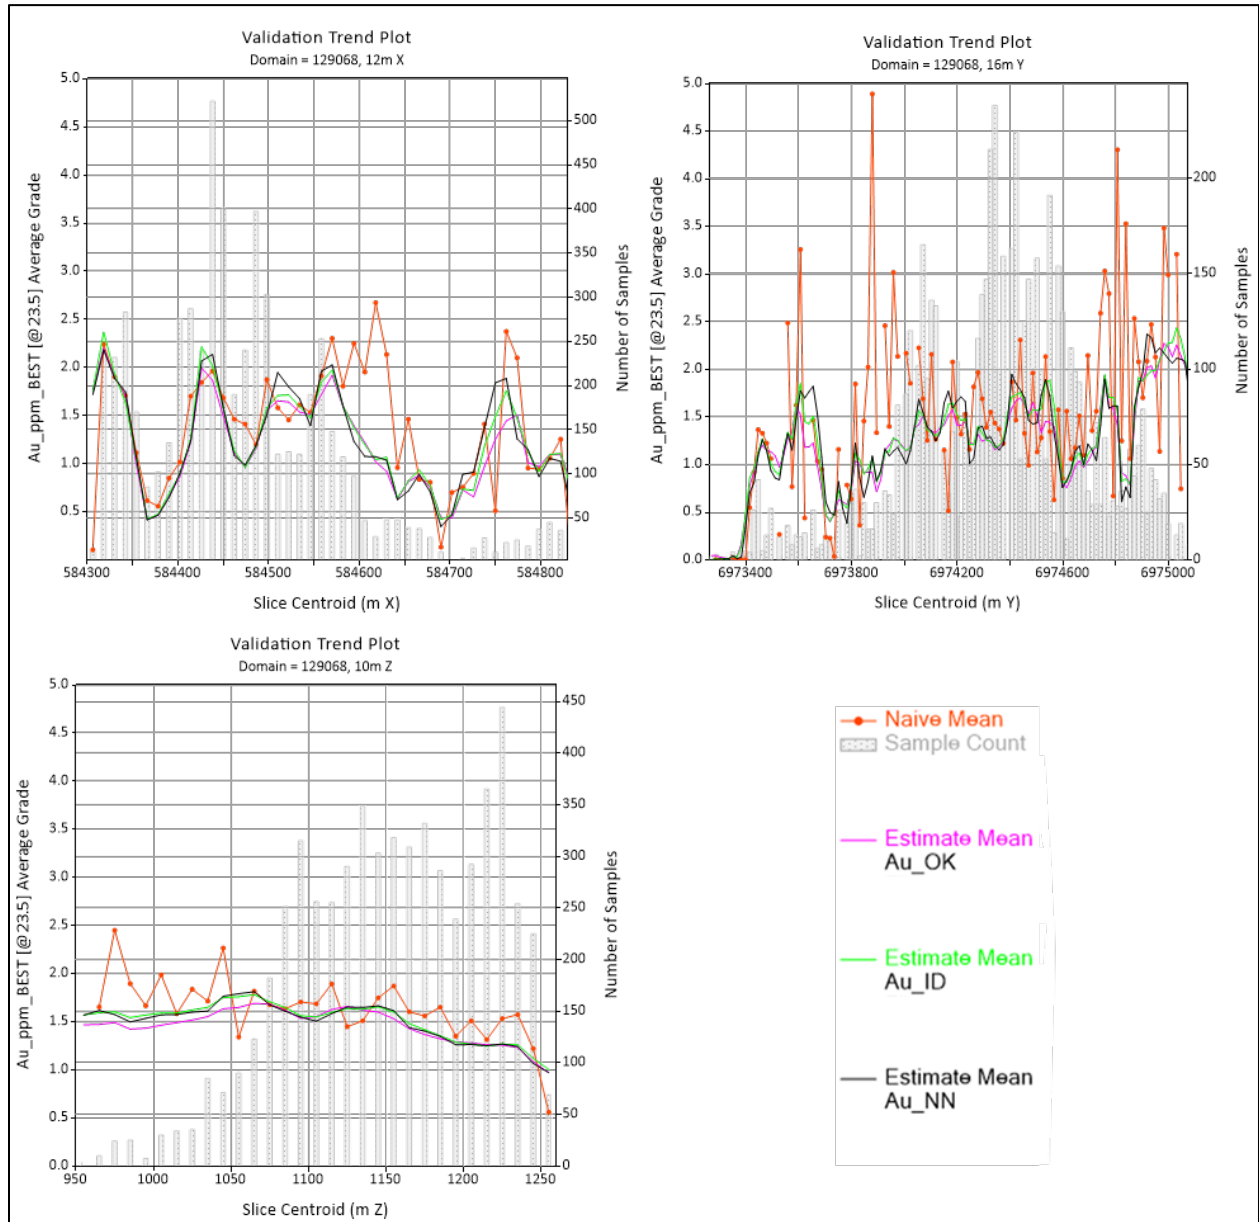 Validation Trend Plot
Domain = 129068, 12m X
5.0
4.5
4.0
3.5
3.0
2.5
2.0
1.5
1.0
0.5
Au_ppm_BEST [@23.5] Average Grade
500
450
400
350
300
250
200
150
100
50
Number of Samples
584300 584400 584500 584600 584700 584800
Slice Centroid (m X)
Validation Trend Plot
Domain = 129068, 16m Y
5.0
4.5
4.0
3.5
3.0
2.5
2.0
1.5
1.0
0.5
0.0
Au_ppm_BEST [@23.5] Average Grade
200
150
100
50
0
Number of Samples
6973400 6973800 6974200 6974600 6975000
Slice Centroid (m Y)
Validation Trend Plot
Domain = 129068, 10m Z
5.0
4.5
4.0
3.5
3.0
2.5
2.0
1.5
1.0
0.5
0.0
Au_ppm_BEST [@23.5] Average Grade
450
400
350
300
250
200
150
100
50
0
Number of Samples
950 1000 1050 1100 1150 1200 1250
Slice Centroid (m Z)
Naive Mean
Sample Count
Estimate Mean
Au_OK
Estimate Mean
Au_ID
Estimate Mean
Au_NN